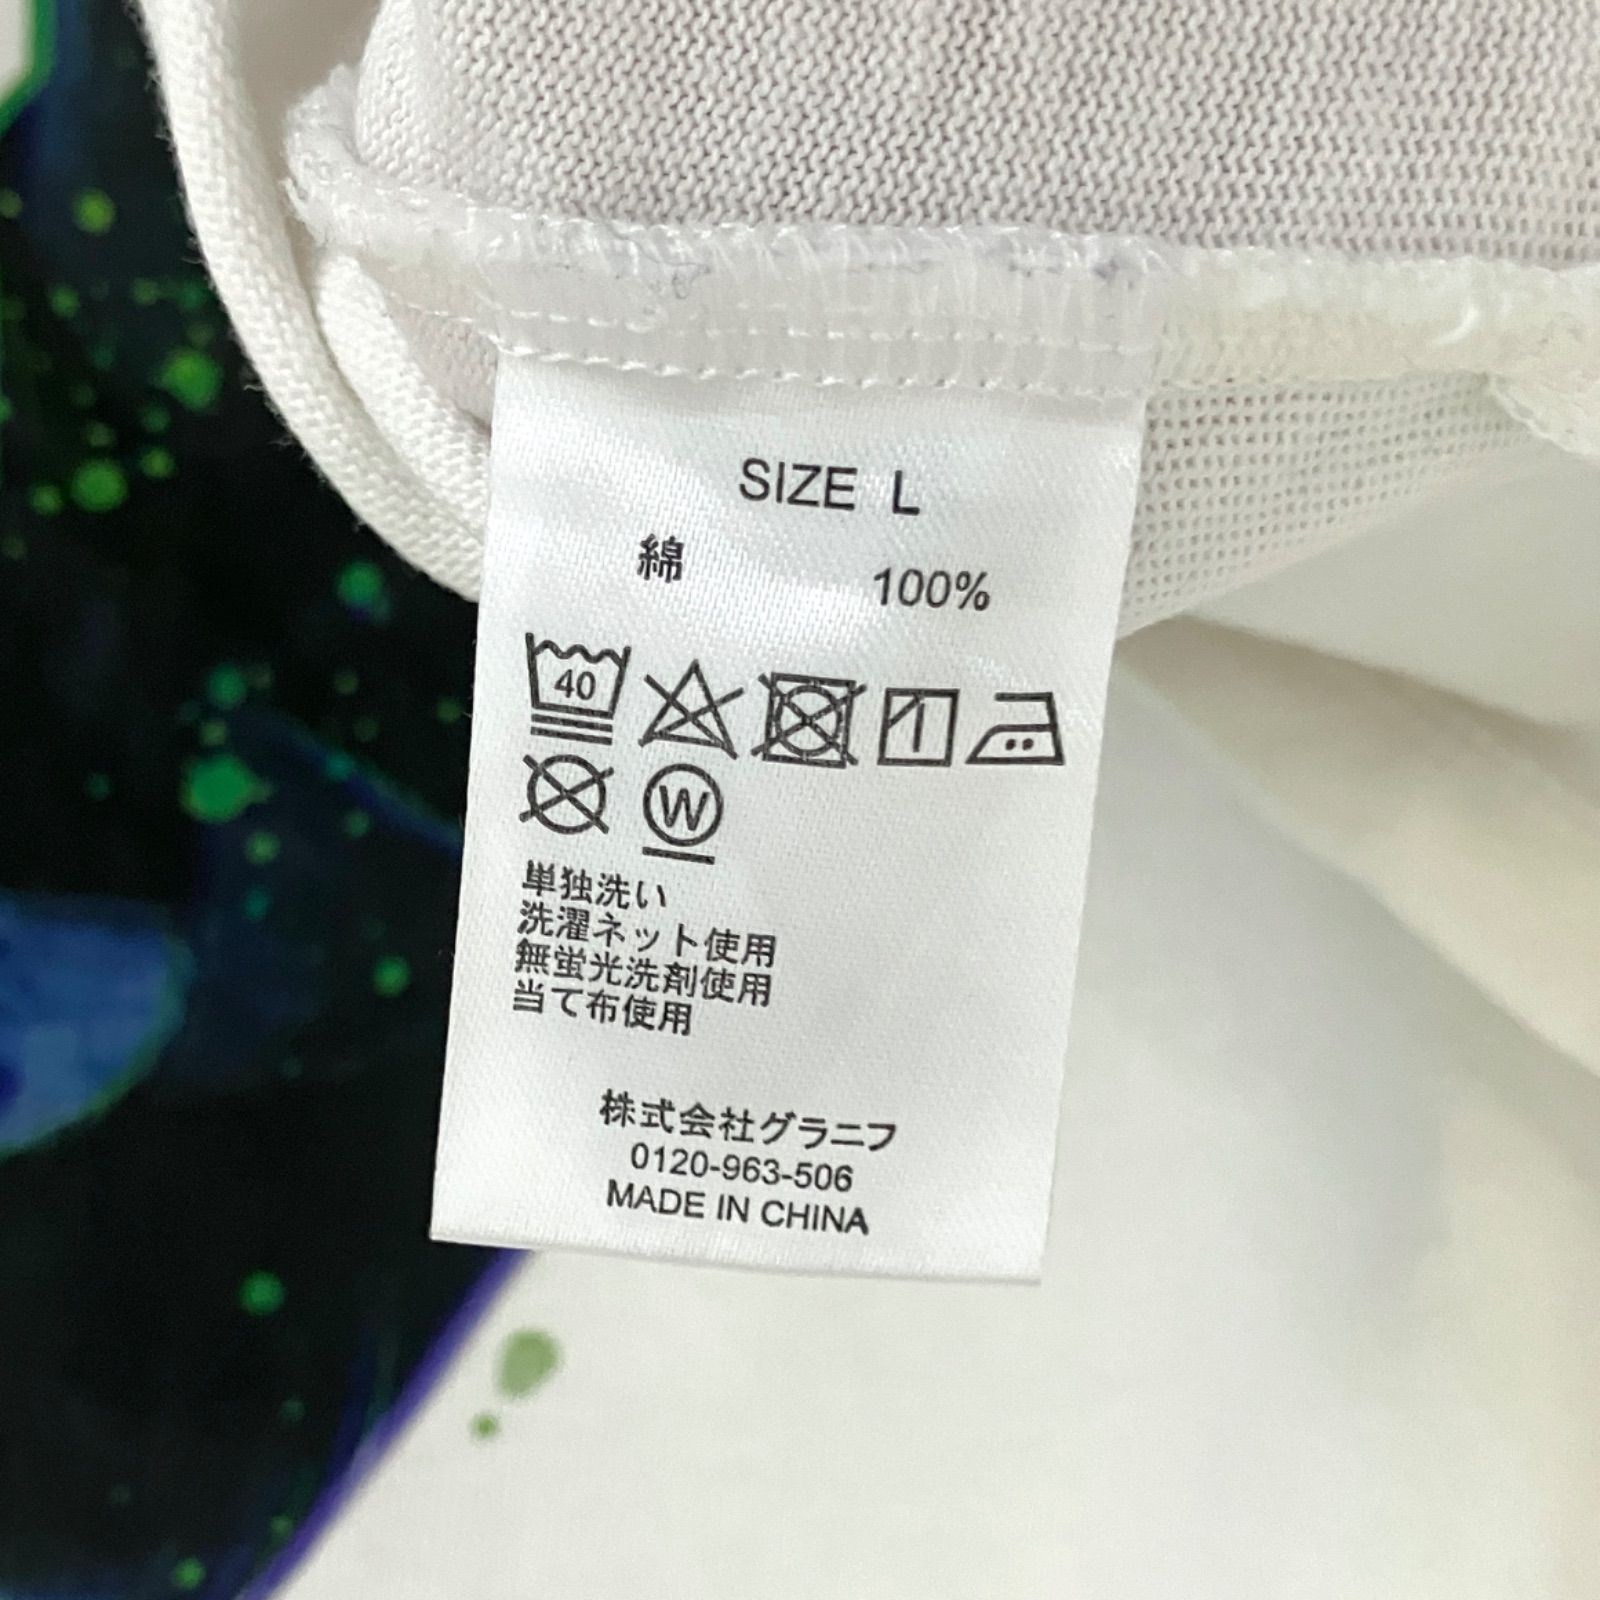 SIZE L
綿 100%
40
W
単独洗い
洗濯ネット使用
無蛍光洗剤使用
当て布使用
株式会社グラニフ
0120-963-506
MADE IN CHINA